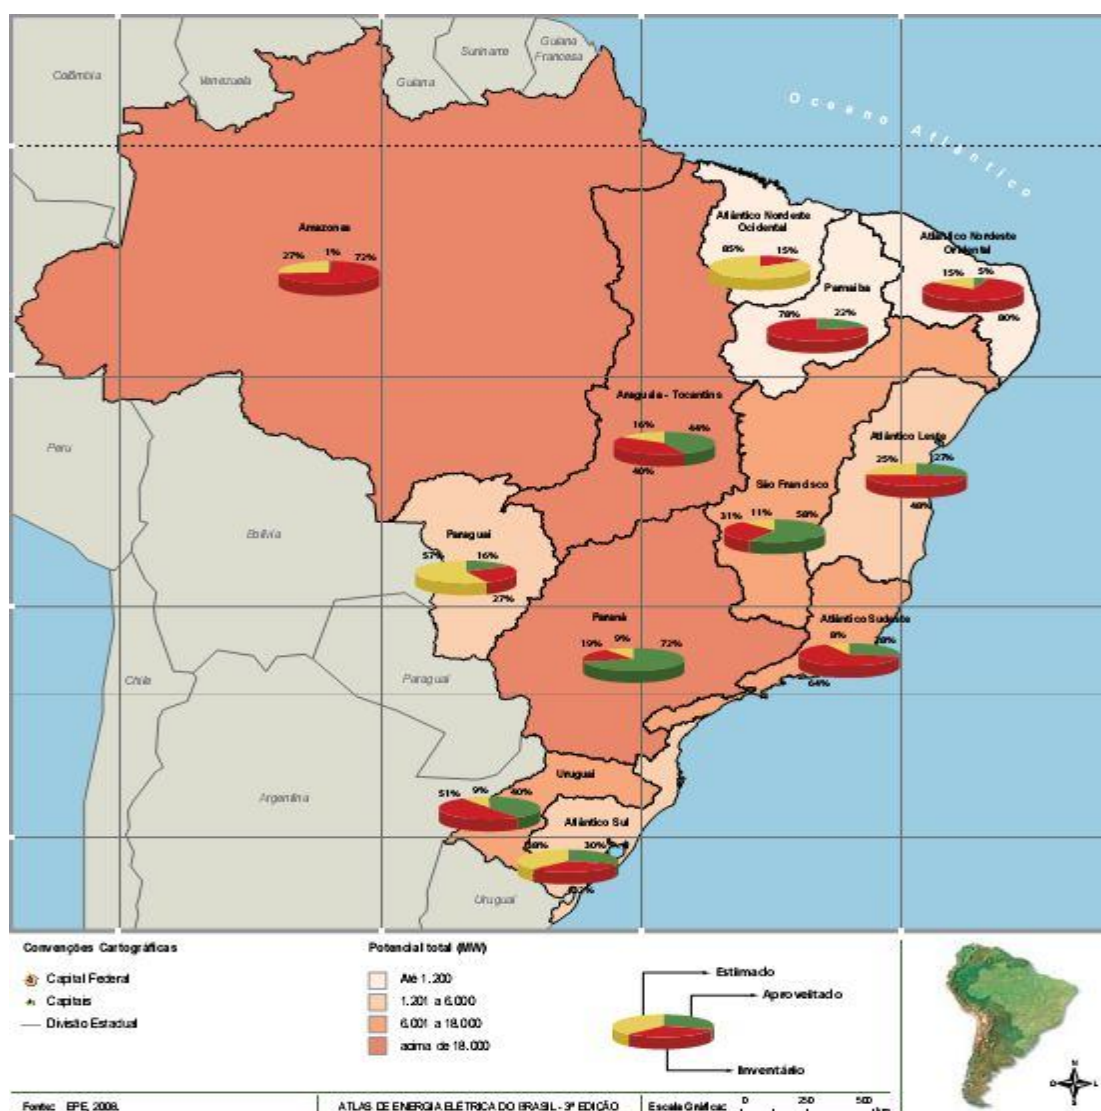 Colômbia
Venezuela
Guiana
Suriname
Guiana
Francesa
Oceano Atlântico
Amazonas
27% 1% 72%
Atlântico Nordeste
Ocidental
85% 15%
Atlântico Nordeste
Oriental
15% 5%
80%
Parnaíba
78% 22%
Peru
Araguaia - Tocantins
16% 44%
40%
Atlântico Leste
25% 27%
48%
São Francisco
31% 11% 58%
Bolívia
Paraguai
57% 16%
27%
Paraná
19% 9% 72%
Atlântico Sudeste
8% 28%
64%
Chile
Paraguai
Uruguai
51% 9% 40%
Argentina
Atlântico Sul
38% 30%
Uruguai
Convenções Cartográficas
Capital Federal
Capitais
Divisão Estadual
Potencial total (MW)
Até 1.200
1.201 a 6.000
6.001 a 18.000
acima de 18.000
Estimado
Aproveitado
Inventário
N
O L
S
Fonte: EPE, 2008.
ATLAS DE ENERGIA ELÉTRICA DO BRASIL - 3ª EDIÇÃO
Escala Gráfica: 0 250 500
km